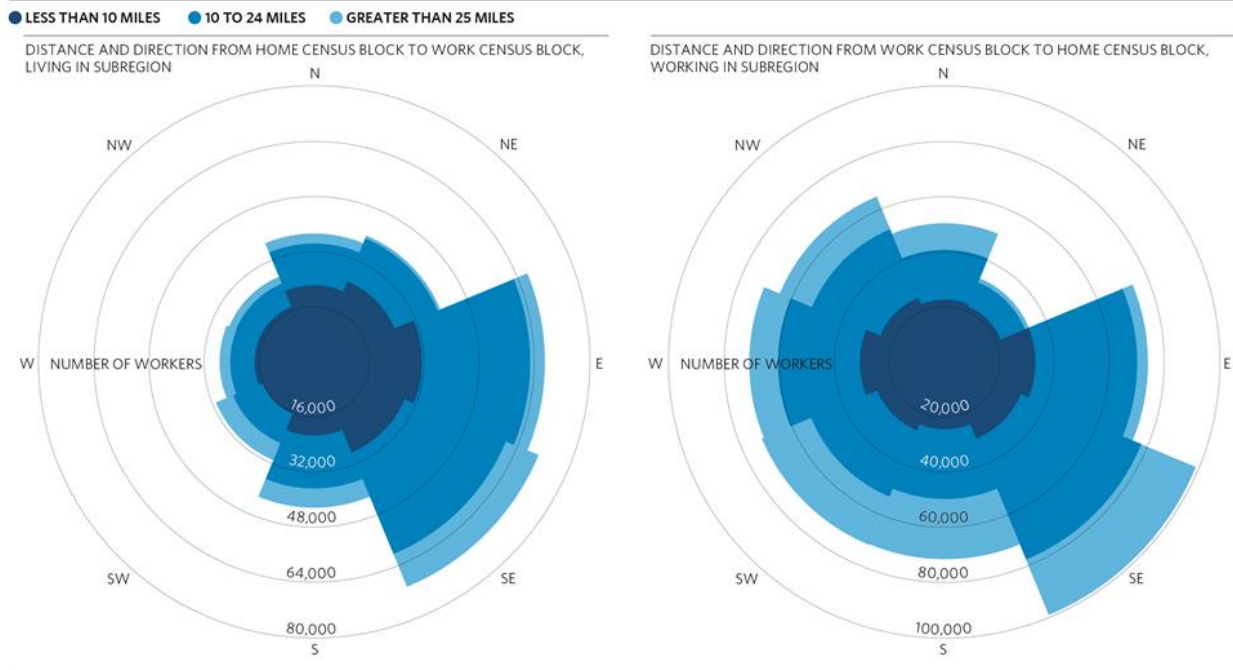 LESS THAN 10 MILES
10 TO 24 MILES
GREATER THAN 25 MILES
DISTANCE AND DIRECTION FROM HOME CENSUS BLOCK TO WORK CENSUS BLOCK,
LIVING IN SUBREGION
N
NW
NE
W
NUMBER OF WORKERS
E
16,000
32,000
48,000
64,000
80,000
SW
SE
S
DISTANCE AND DIRECTION FROM WORK CENSUS BLOCK TO HOME CENSUS BLOCK,
WORKING IN SUBREGION
N
NW
NE
W
NUMBER OF WORKERS
E
20,000
40,000
60,000
80,000
100,000
SW
SE
S